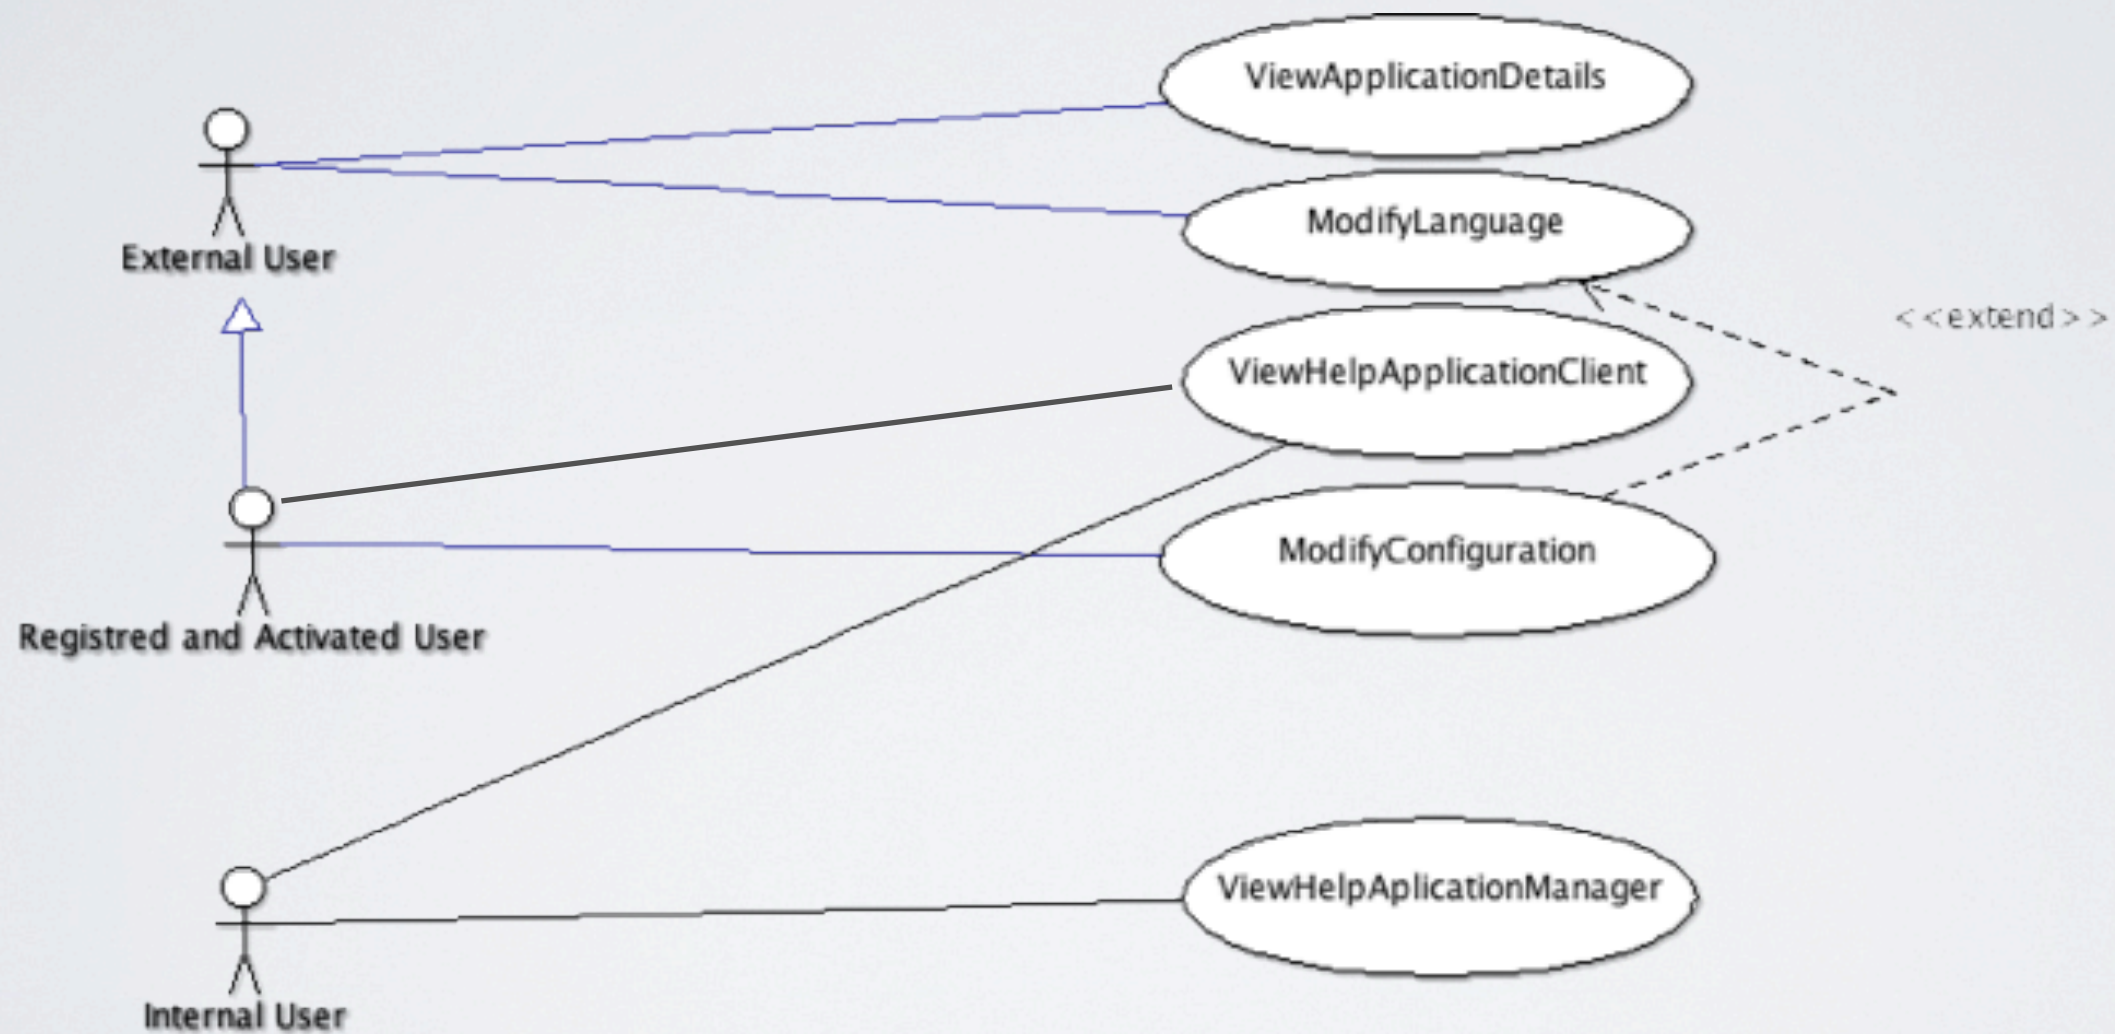 ViewApplicationDetails
External User
ModifyLanguage
<<extend>>
ViewHelpApplicationClient
ModifyConfiguration
Registred and Activated User
ViewHelpAplicationManager
Internal User